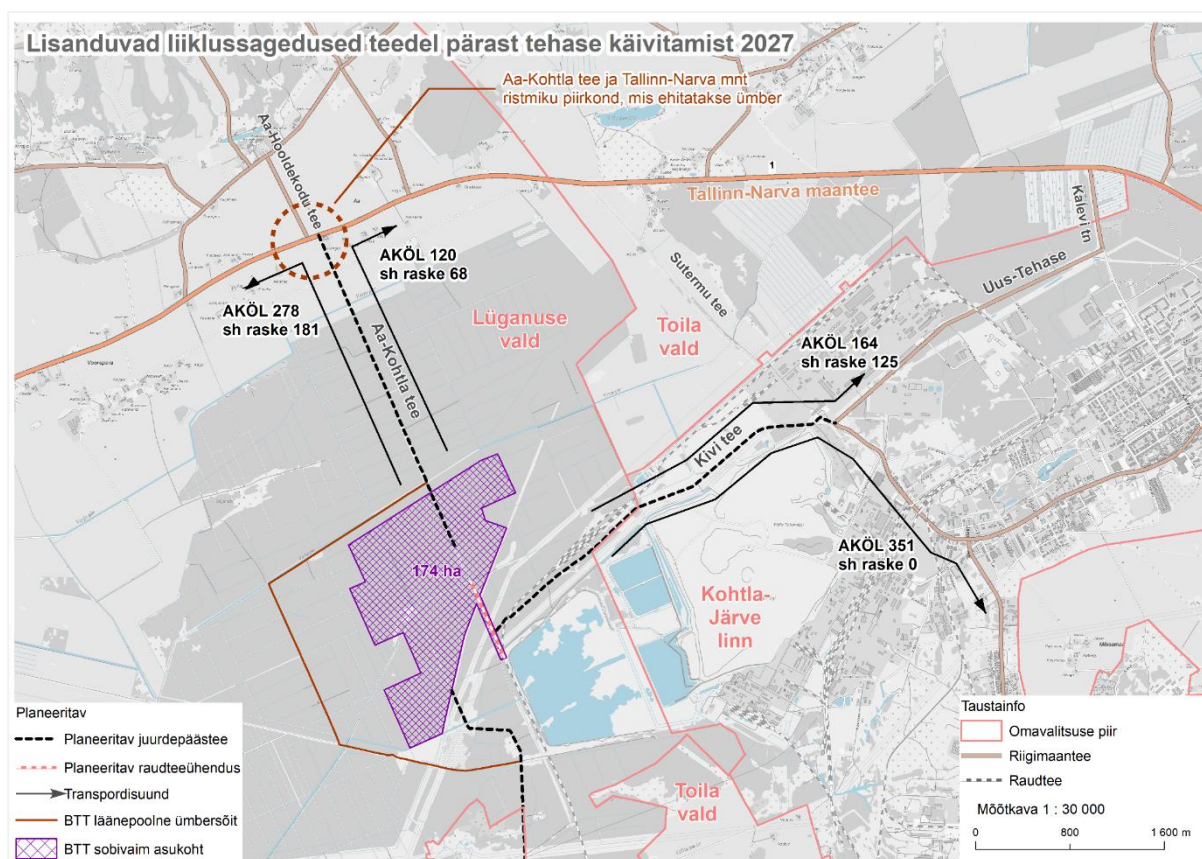 Lisanduvad liiklussagedused teedel pärast tehase käivitamist 2027
Aa-Kohtla tee ja Tallinn-Narva mnt
ristmiku piirkond, mis ehitatakse ümber
Aa-Hooldekodu tee
1
Tallinn-Narva maantee
Kalevi tn
Uus-Tehase
AKÖL 120
sh raske 68
AKÖL 278
sh raske 181
Aa-Kohtla tee
Lüganuse
vald
Toila
vald
Sutermu tee
AKÖL 164
sh raske 125
Kivi tee
AKÖL 351
sh raske 0
174 ha
Kohtla-
Järve
linn
Toila
vald
Planeeritav
Planeeritav juurdepäästee
Planeeritav raudteeühendus
Transpordisuund
BTT läänepoolne ümbersõit
BTT sobivaim asukoht
Taustainfo
Omavalitsuse piir
Riigimaantee
Raudtee
Mõõtkava 1 : 30 000
0 800 1 600 m